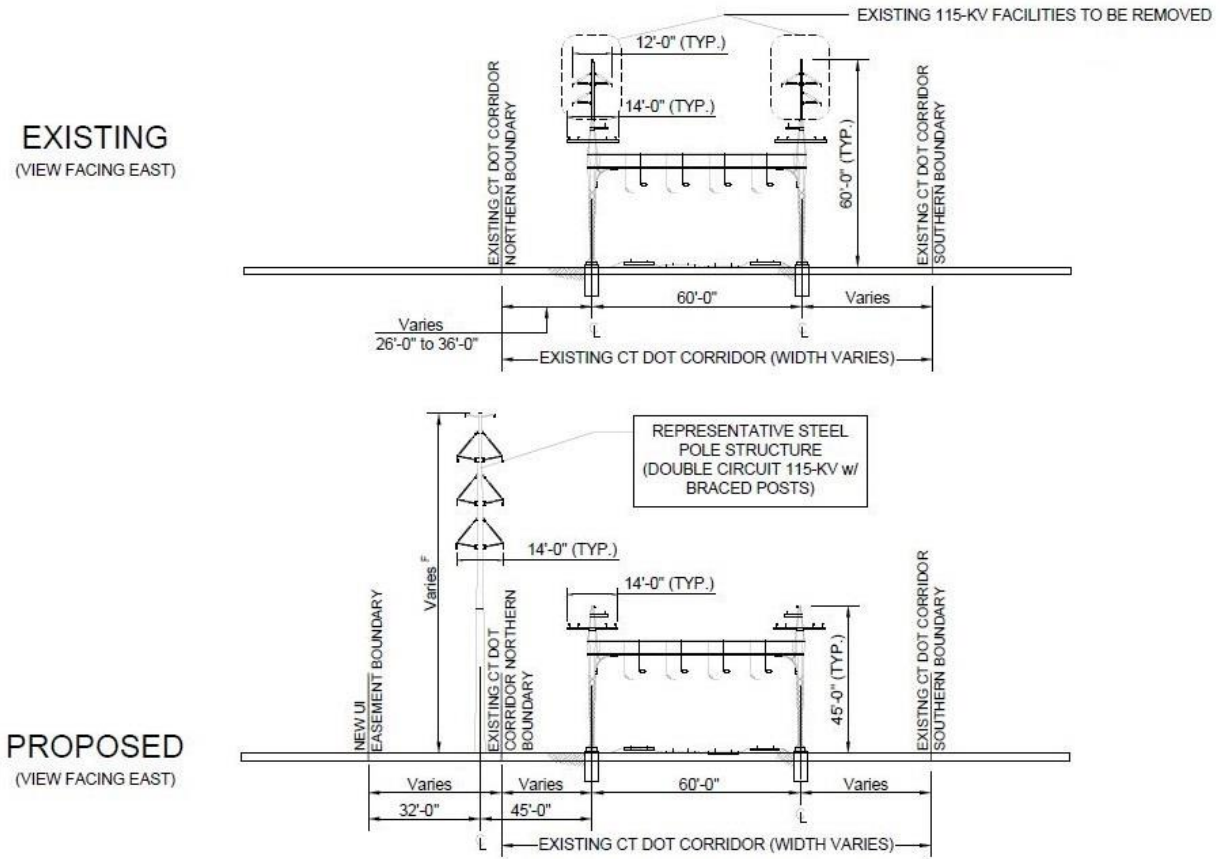 EXISTING 115-KV FACILITIES TO BE REMOVED
12'-0" (TYP.)
14'-0" (TYP.)
EXISTING
(VIEW FACING EAST)
EXISTING CT DOT CORRIDOR
NORTHERN BOUNDARY
60'-0" (TYP.)
EXISTNG CT DOT CORRIDOR
SOUTHERN BOUNDARY
60'-0"
Varies
Varies
26'-0" to 36'-0"
CL
CL
EXISTING CT DOT CORRIDOR (WIDTH VARIES)
REPRESENTATIVE STEEL
POLE STRUCTURE
(DOUBLE CIRCUIT 115-KV w/
BRACED POSTS)
14'-0" (TYP.)
14'-0" (TYP.)
Varies F
NEW UI
EASEMENT BOUNDARY
EXISTING CT DOT
CORRIDOR NORTHERN
BOUNDARY
45'-0" (TYP.)
EXISTNG CT DOT CORRIDOR
SOUTHERN BOUNDARY
PROPOSED
(VIEW FACING EAST)
Varies
Varies
60'-0"
Varies
32'-0"
45'-0"
CL
CL
EXISTING CT DOT CORRIDOR (WIDTH VARIES)